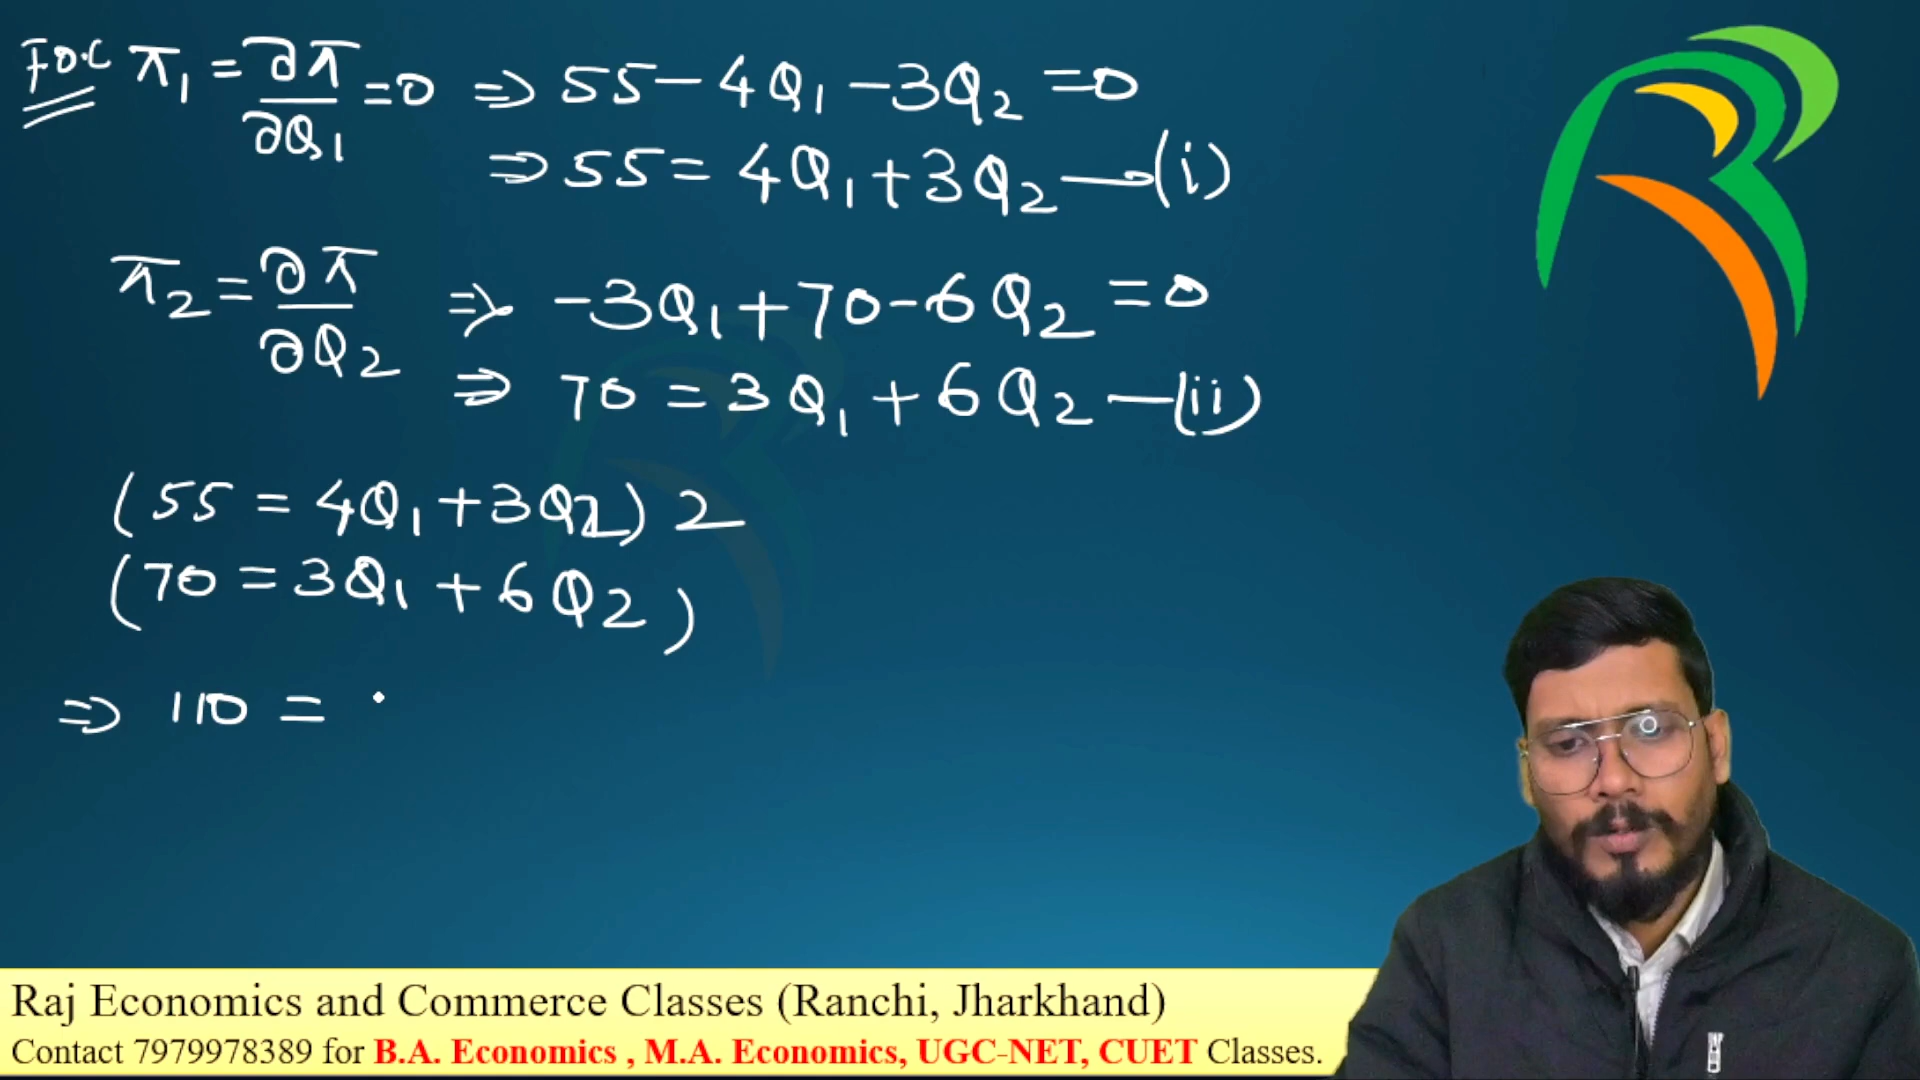 F.O.C π₁ = ∂π/∂Q₁ = 0 ⇒ 55 - 4Q₁ - 3Q₂ = 0
⇒ 55 = 4Q₁ + 3Q₂ — (i)
π₂ = ∂π/∂Q₂ ⇒ -3Q₁ + 70 - 6Q₂ = 0
⇒ 70 = 3Q₁ + 6Q₂ — (ii)
(55 = 4Q₁ + 3Q₂) 2
(70 = 3Q₁ + 6Q₂)
⇒ 110 =
Raj Economics and Commerce Classes (Ranchi, Jharkhand)
Contact 7979978389 for B.A. Economics , M.A. Economics, UGC-NET, CUET Classes.